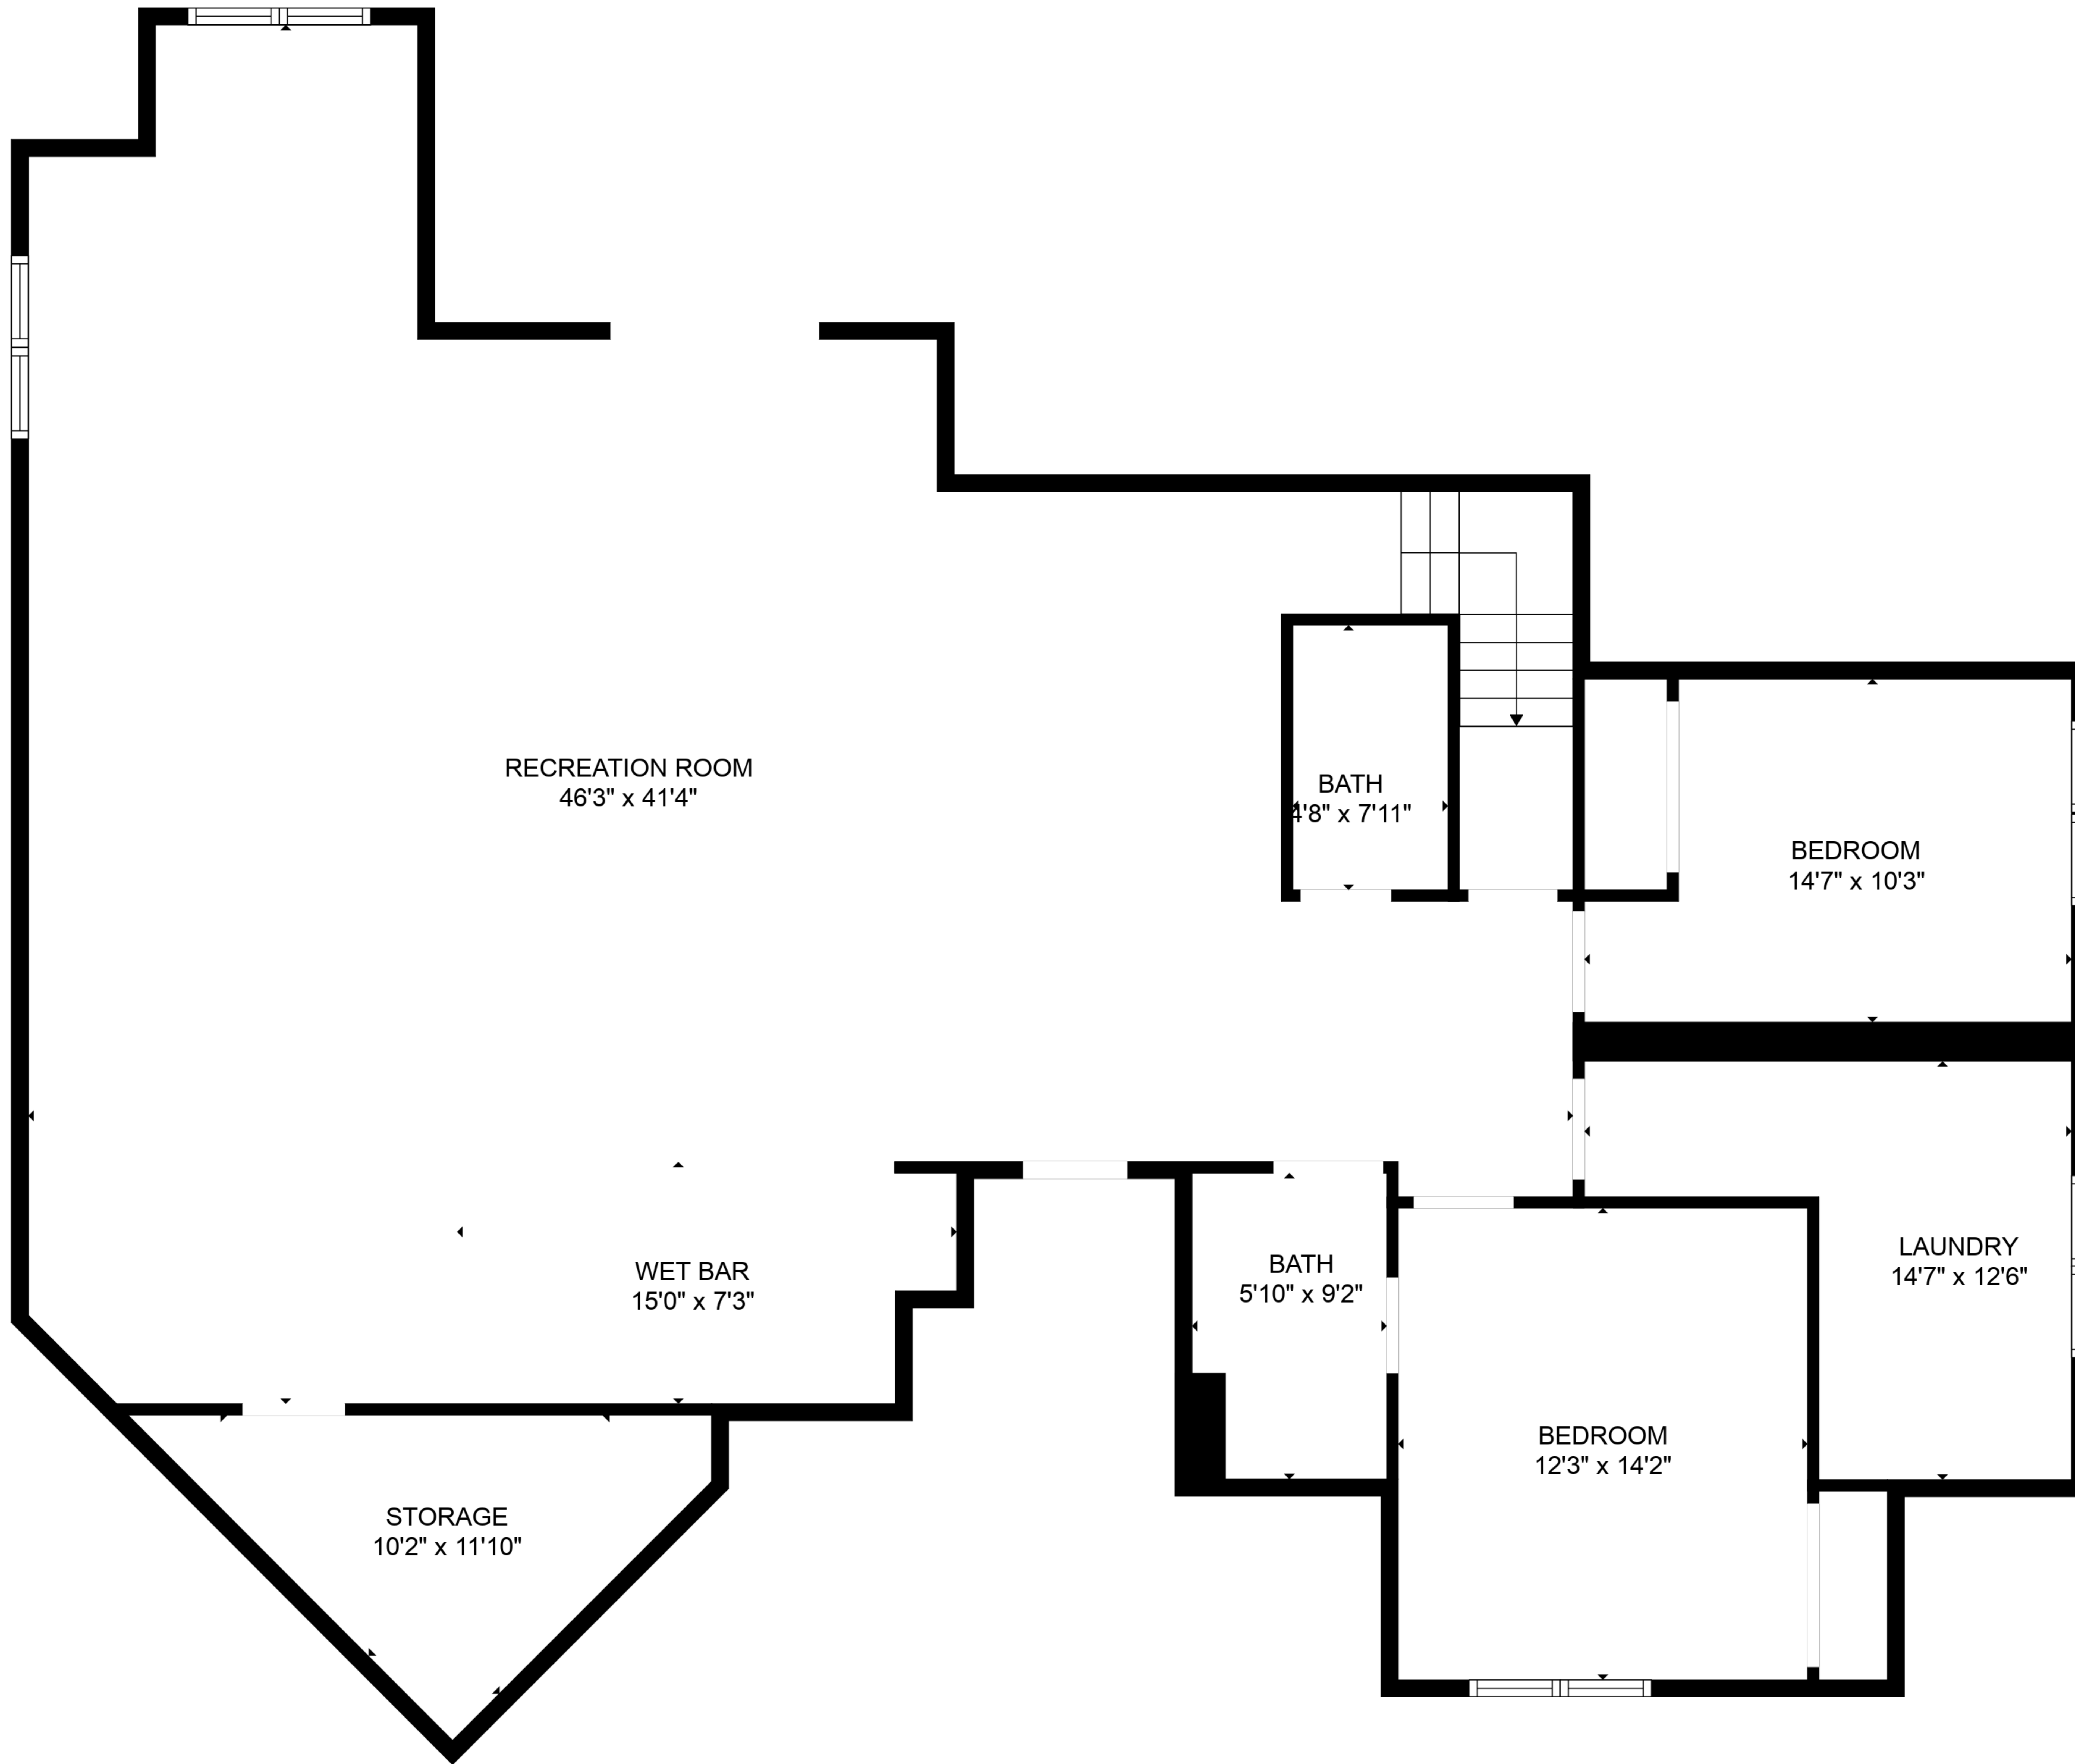 RECREATION ROOM
46'3" x 41'4"
BATH
4'8" x 7'11"
BEDROOM
14'7" x 10'3"
WET BAR
15'0" x 7'3"
BATH
5'10" x 9'2"
LAUNDRY
14'7" x 12'6"
BEDROOM
12'3" x 14'2"
STORAGE
10'2" x 11'10"